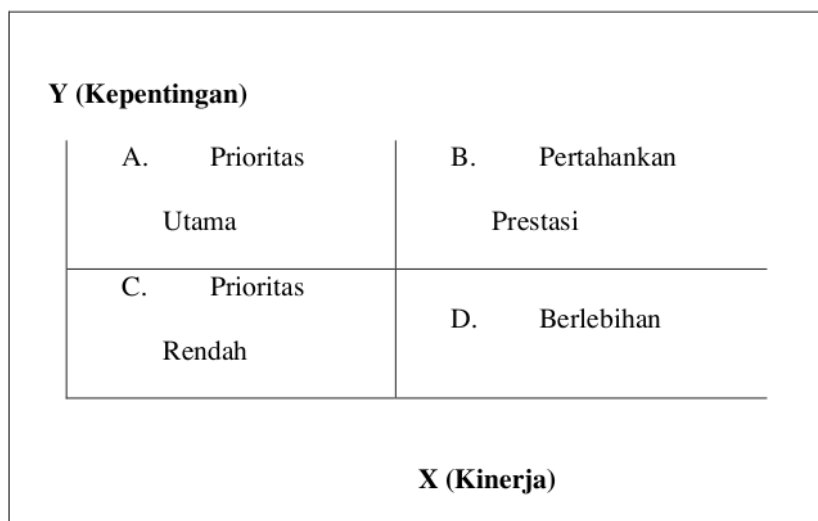 Y (Kepentingan)
A. Prioritas
Utama
B. Pertahankan
Prestasi
C. Prioritas
Rendah
D. Berlebihan
X (Kinerja)